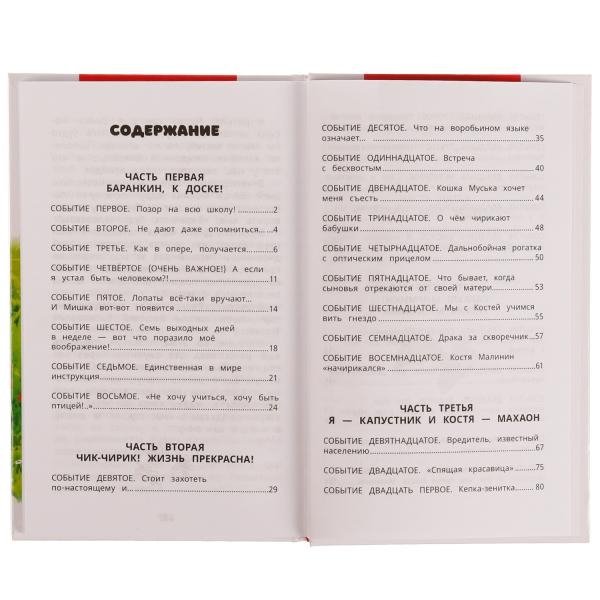 СОДЕРЖАНИЕ
ЧАСТЬ ПЕРВАЯ
БАРАНКИН, К ДОСКЕ!
СОБЫТИЕ ПЕРВОЕ. Позор на всю школу! ...............2
СОБЫТИЕ ВТОРОЕ. Не дают даже опомниться... ..4
СОБЫТИЕ ТРЕТЬЕ. Как в опере, получается............6
СОБЫТИЕ ЧЕТВЁРТОЕ (ОЧЕНЬ ВАЖНОЕ!) А если
я устал быть человеком?!..................................11
СОБЫТИЕ ПЯТОЕ. Лопаты всё-таки вручают...
И Мишка вот-вот появится ................................14
СОБЫТИЕ ШЕСТОЕ. Семь выходных дней
в неделе — вот что поразило моё
воображение!..................................................18
СОБЫТИЕ СЕДЬМОЕ. Единственная в мире
инструкция.....................................................21
СОБЫТИЕ ВОСЬМОЕ. «Не хочу учиться, хочу быть
птицей!..».......................................................24
ЧАСТЬ ВТОРАЯ
ЧИК-ЧИРИК! ЖИЗНЬ ПРЕКРАСНА!
СОБЫТИЕ ДЕВЯТОЕ. Стоит захотеть
по-настоящему и..............................................29
СОБЫТИЕ ДЕСЯТОЕ. Что на воробьином языке
означает... .....................................................35
СОБЫТИЕ ОДИННАДЦАТОЕ. Встреча
с бесхвостым ..................................................40
СОБЫТИЕ ДВЕНАДЦАТОЕ. Кошка Муська хочет
меня съесть ....................................................44
СОБЫТИЕ ТРИНАДЦАТОЕ. О чём чирикают
бабушки .........................................................48
СОБЫТИЕ ЧЕТЫРНАДЦАТОЕ. Дальнобойная рогатка
с оптическим прицелом ...................................50
СОБЫТИЕ ПЯТНАДЦАТОЕ. Что бывает, когда
сыновья отрекаются от своей матери.................53
СОБЫТИЕ ШЕСТНАДЦАТОЕ. Мы с Костей учимся
вить гнездо .....................................................55
СОБЫТИЕ СЕМНАДЦАТОЕ. Драка за скворечник...57
СОБЫТИЕ ВОСЕМНАДЦАТОЕ. Костя Малинин
«начирикался»................................................61
ЧАСТЬ ТРЕТЬЯ
Я — КАПУСТНИК И КОСТЯ — МАХАОН
СОБЫТИЕ ДЕВЯТНАДЦАТОЕ. Вредитель, известный
населению......................................................67
СОБЫТИЕ ДВАДЦАТОЕ. «Спящая красавица»........75
СОБЫТИЕ ДВАДЦАТЬ ПЕРВОЕ. Кепка-зенитка........80